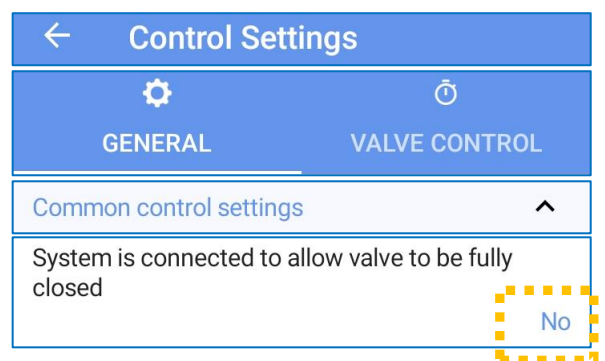 Control Settings
GENERAL
VALVE CONTROL
Common control settings
System is connected to allow valve to be fully
closed
No